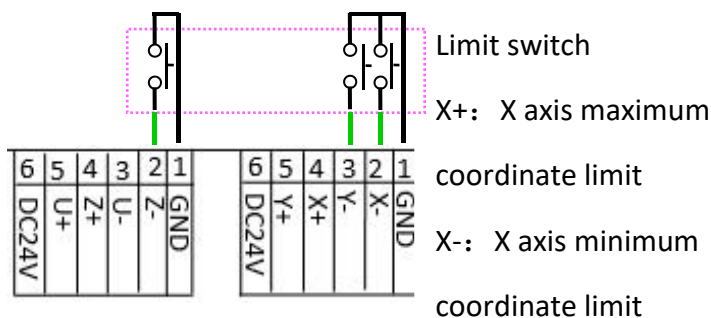 Limit switch
X+：X axis maximum
coordinate limit
X-：X axis minimum
coordinate limit
6 5 4 3 2 1
DC24V U+ Z+ U- Z- GND
6 5 4 3 2 1
DC24V Y+ X+ Y- X- GND